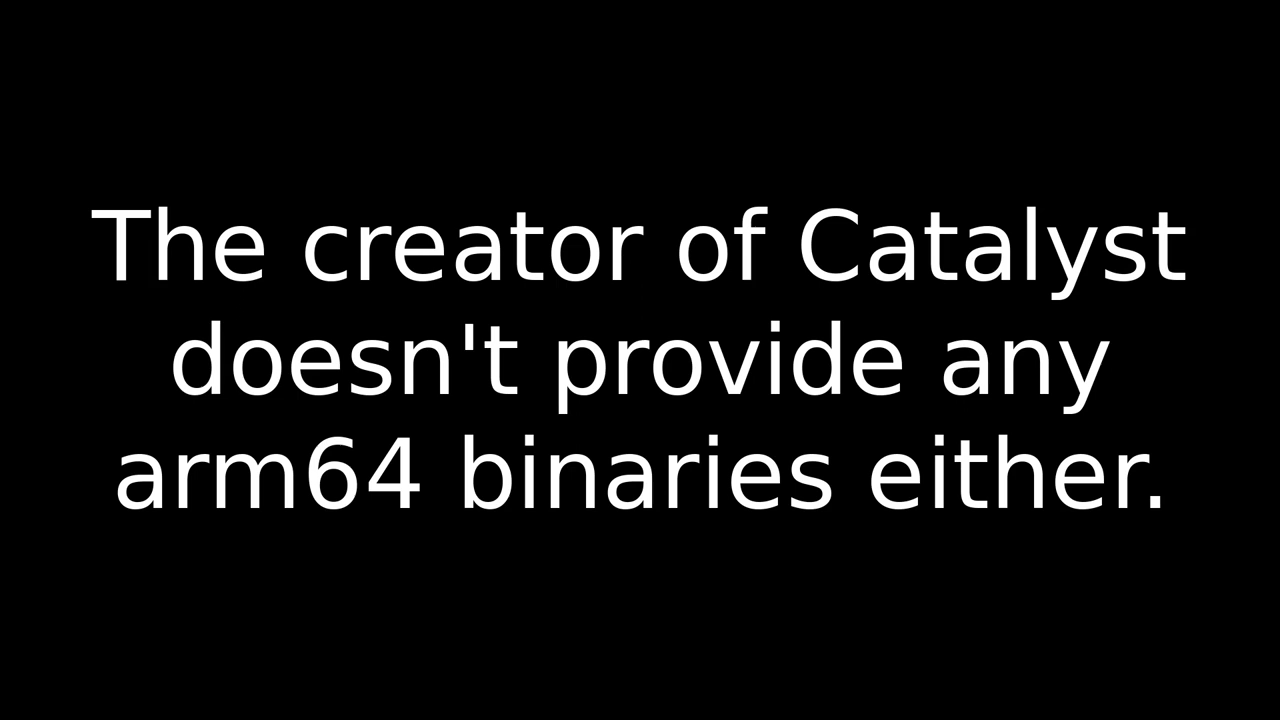 The creator of Catalyst
doesn't provide any
arm64 binaries either.